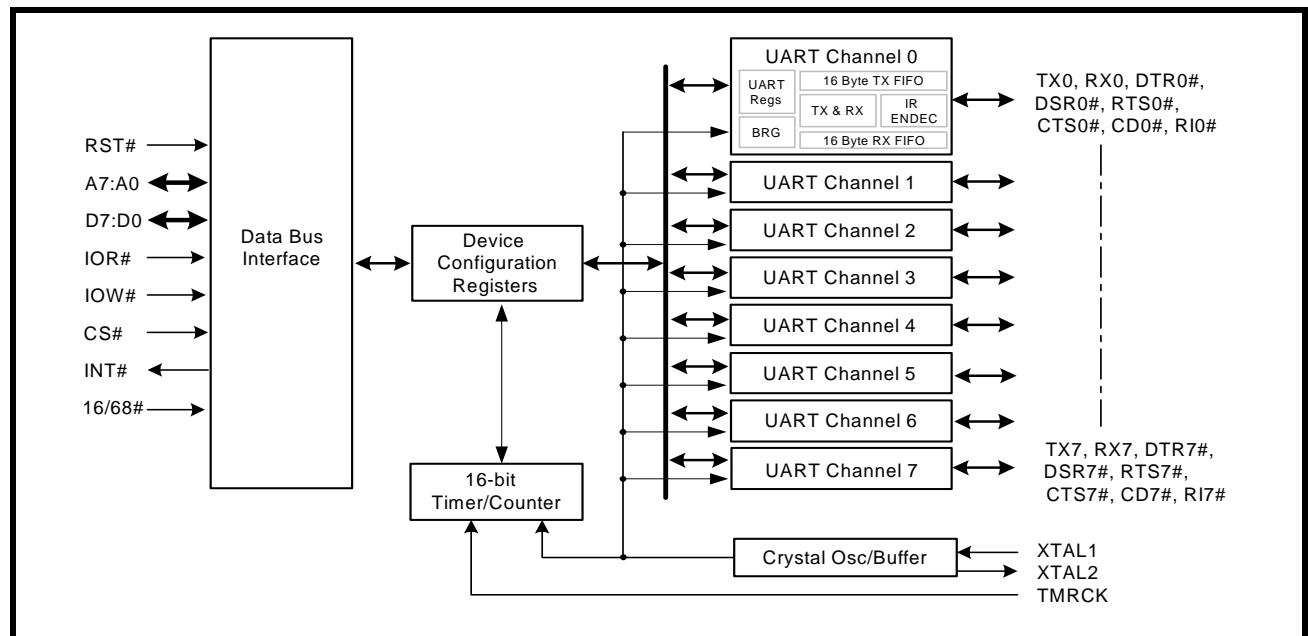 RST#
A7:A0
D7:D0
IOR#
IOW#
CS#
INT#
16/68#
Data Bus
Interface
Device
Configuration
Registers
16-bit
Timer/Counter
UART Channel 0
UART
Regs
BRG
16 Byte TX FIFO
TX & RX
IR
ENDEC
16 Byte RX FIFO
UART Channel 1
UART Channel 2
UART Channel 3
UART Channel 4
UART Channel 5
UART Channel 6
UART Channel 7
Crystal Osc/Buffer
TX0, RX0, DTR0#,
DSR0#, RTS0#,
CTS0#, CD0#, RI0#
TX7, RX7, DTR7#,
DSR7#, RTS7#,
CTS7#, CD7#, RI7#
XTAL1
XTAL2
TMRCK